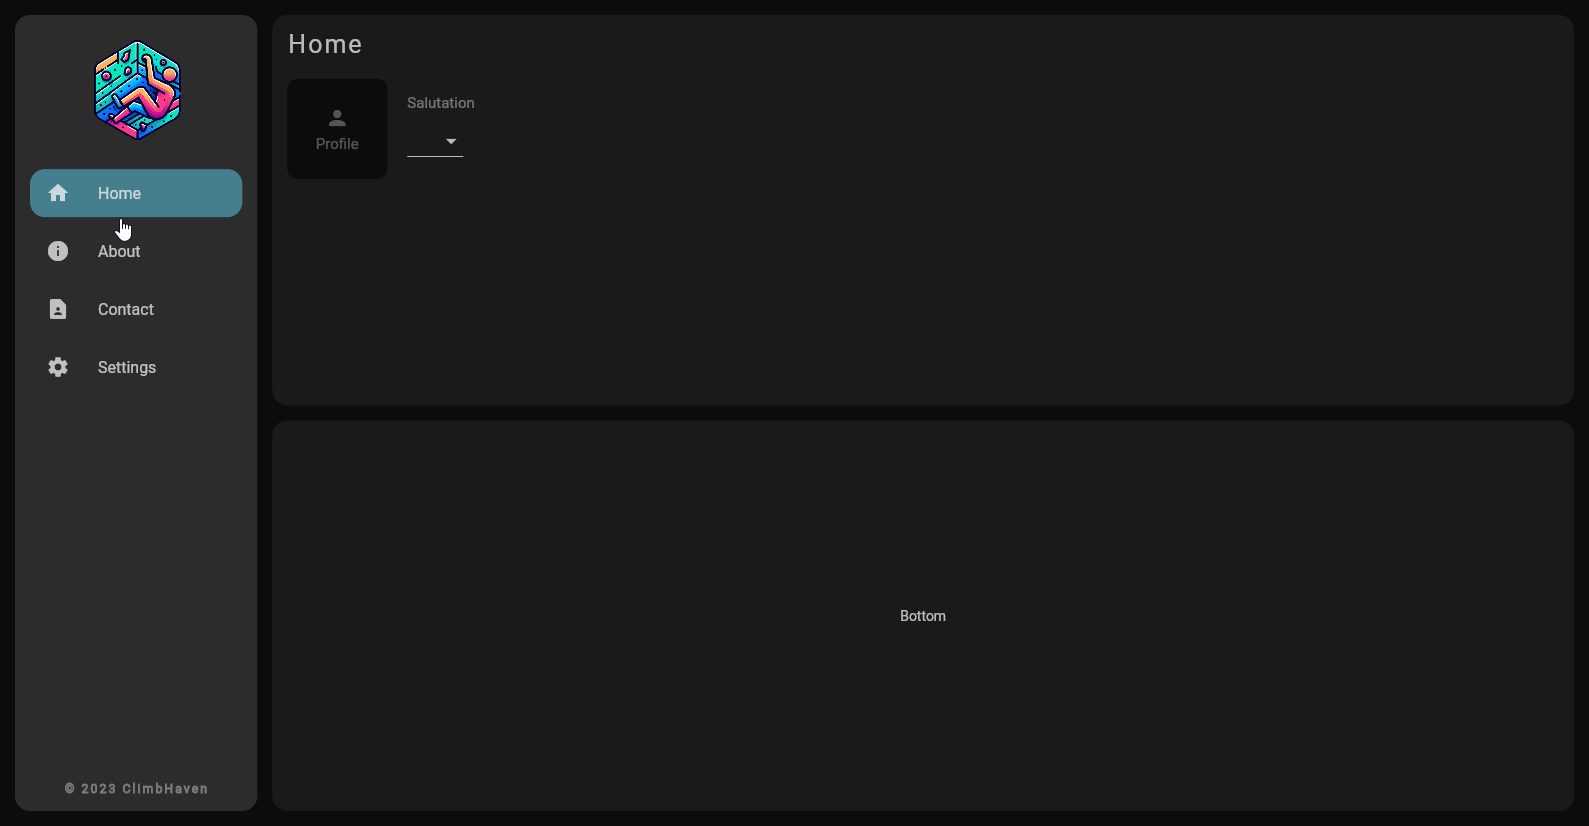 Home
About
Contact
Settings
© 2023 ClimbHaven
Home
Profile
Salutation
Bottom